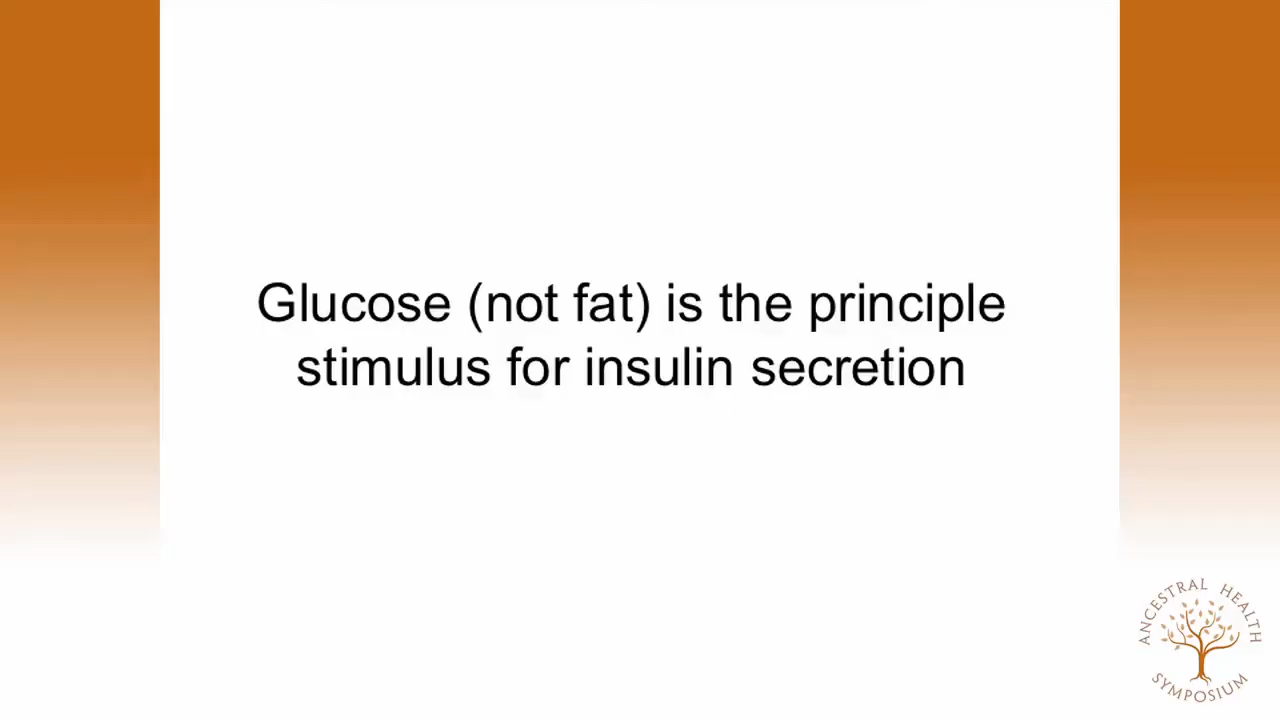 Glucose (not fat) is the principle
stimulus for insulin secretion
ANCESTRAL HEALTH
SYMPOSIUM